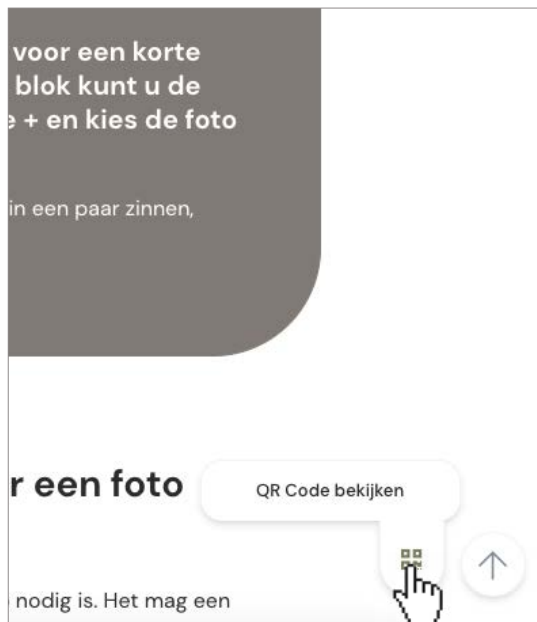 voor een korte
blok kunt u de
+ en kies de foto
in een paar zinnen,
r een foto
QR Code bekijken
nodig is. Het mag een